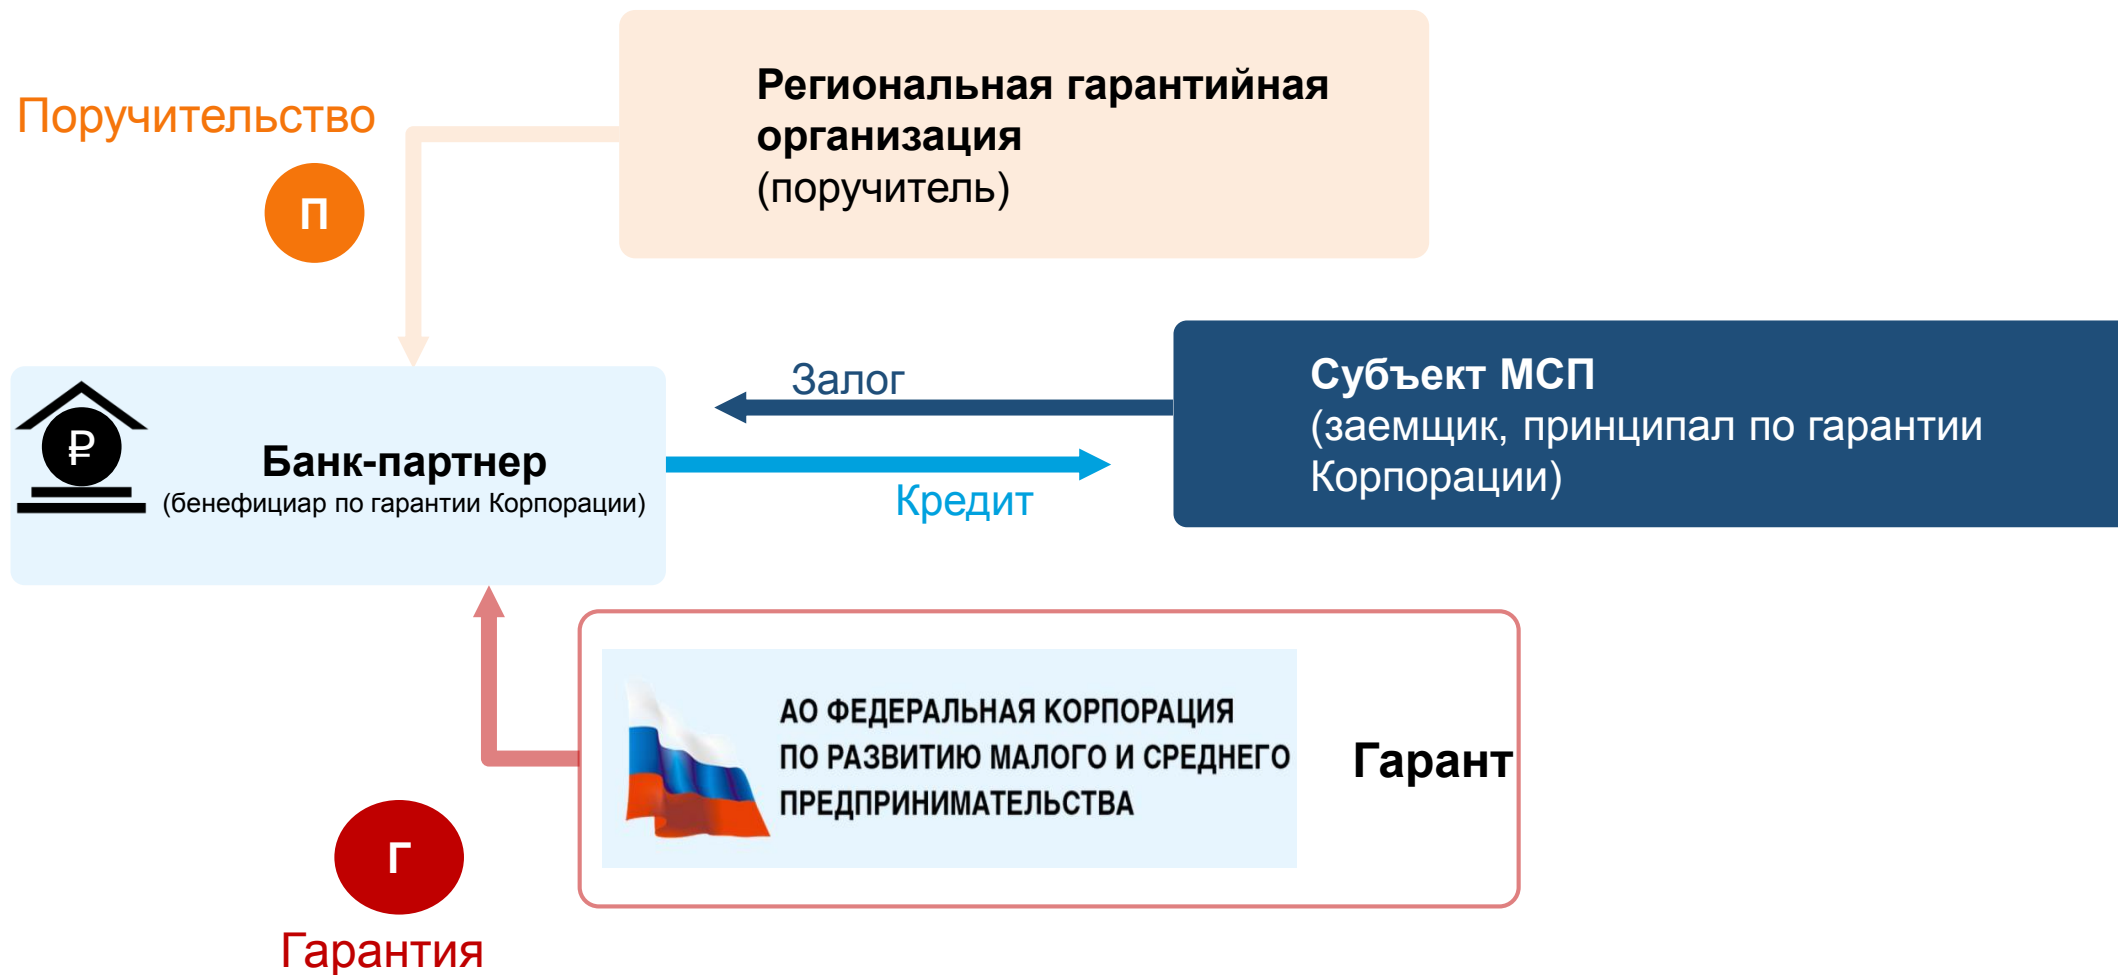 Региональная гарантийная
организация
(поручитель)
Поручительство
П
Залог
Субъект МСП
(заемщик, принципал по гарантии
Корпорации)
₽
Банк-партнер
(бенефициар по гарантии Корпорации)
Кредит
АО ФЕДЕРАЛЬНАЯ КОРПОРАЦИЯ
ПО РАЗВИТИЮ МАЛОГО И СРЕДНЕГО
ПРЕДПРИНИМАТЕЛЬСТВА
Гарант
Г
Гарантия